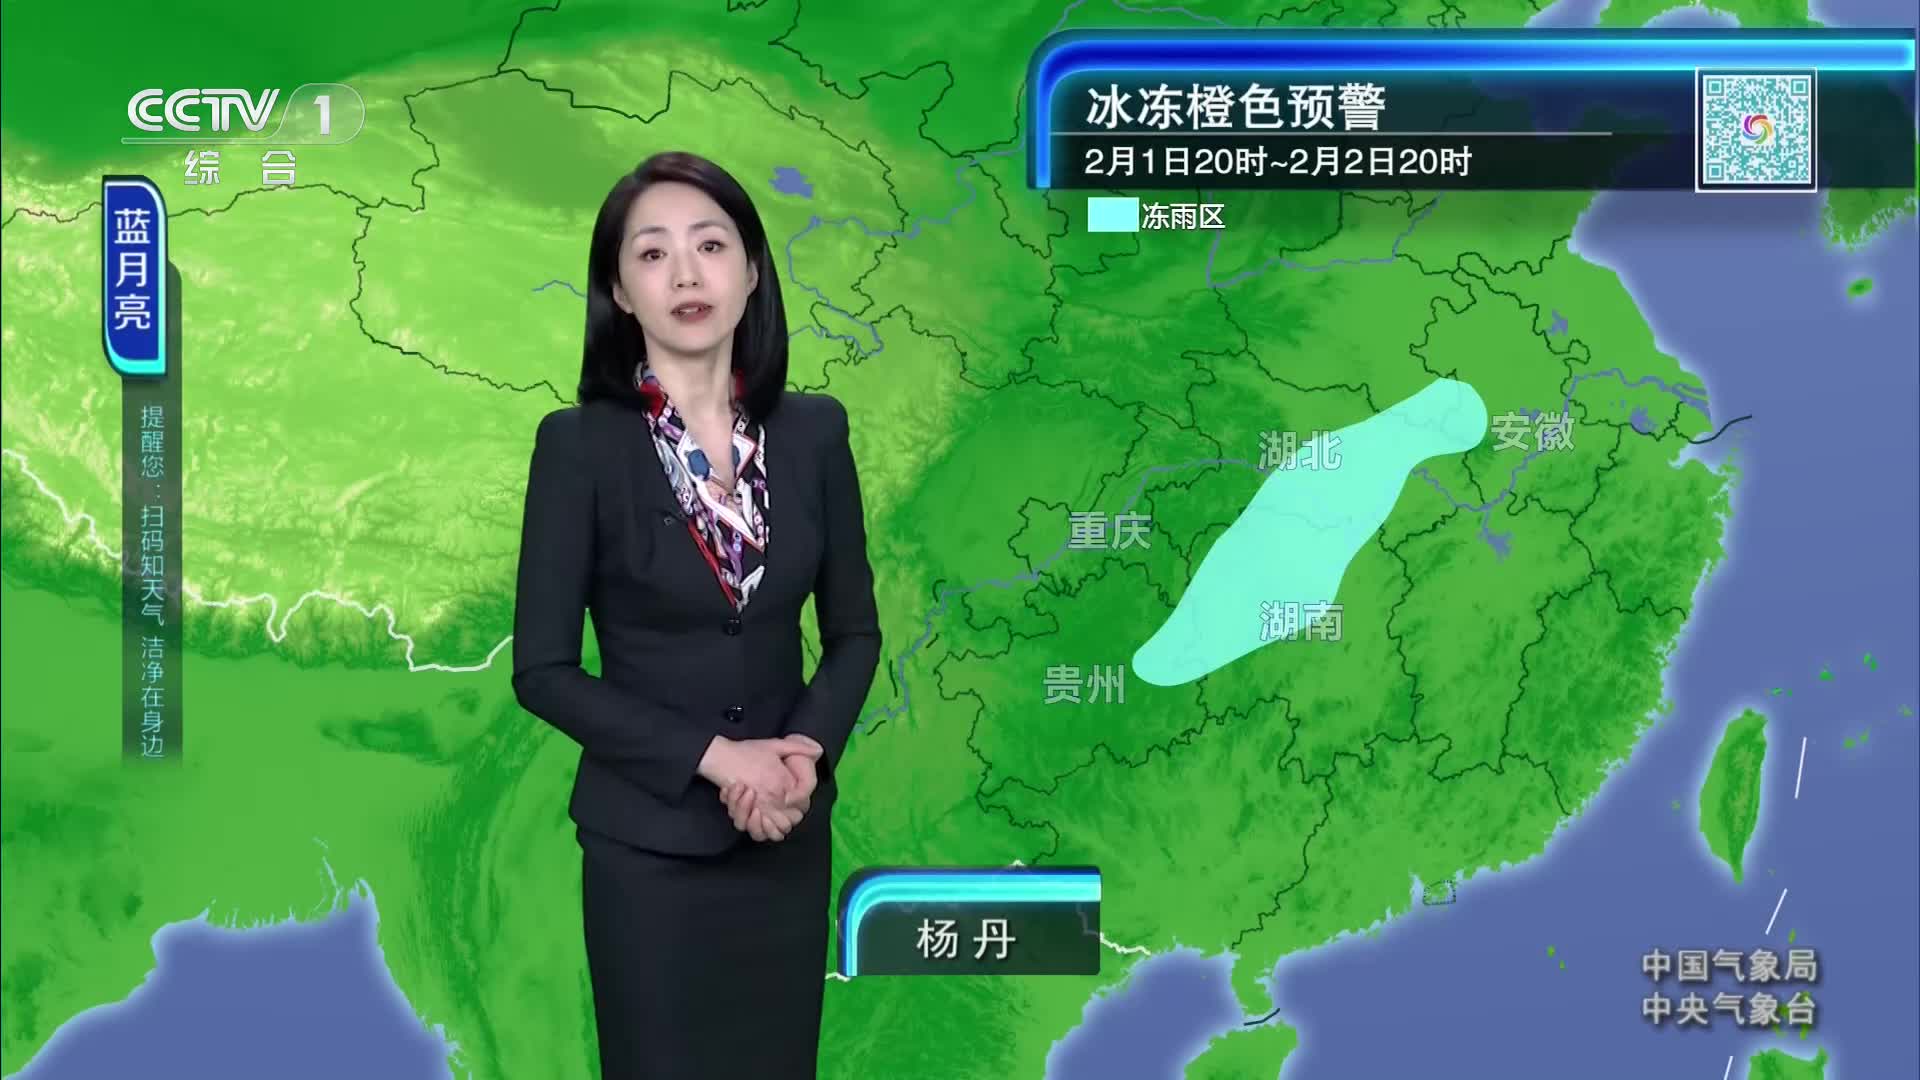 CCTV 1
综 合
蓝月亮
提醒您：扫码知天气 洁净在身边
冰冻橙色预警
2月1日20时~2月2日20时
冻雨区
安徽
湖北
重庆
湖南
贵州
杨丹
中国气象局
中央气象台